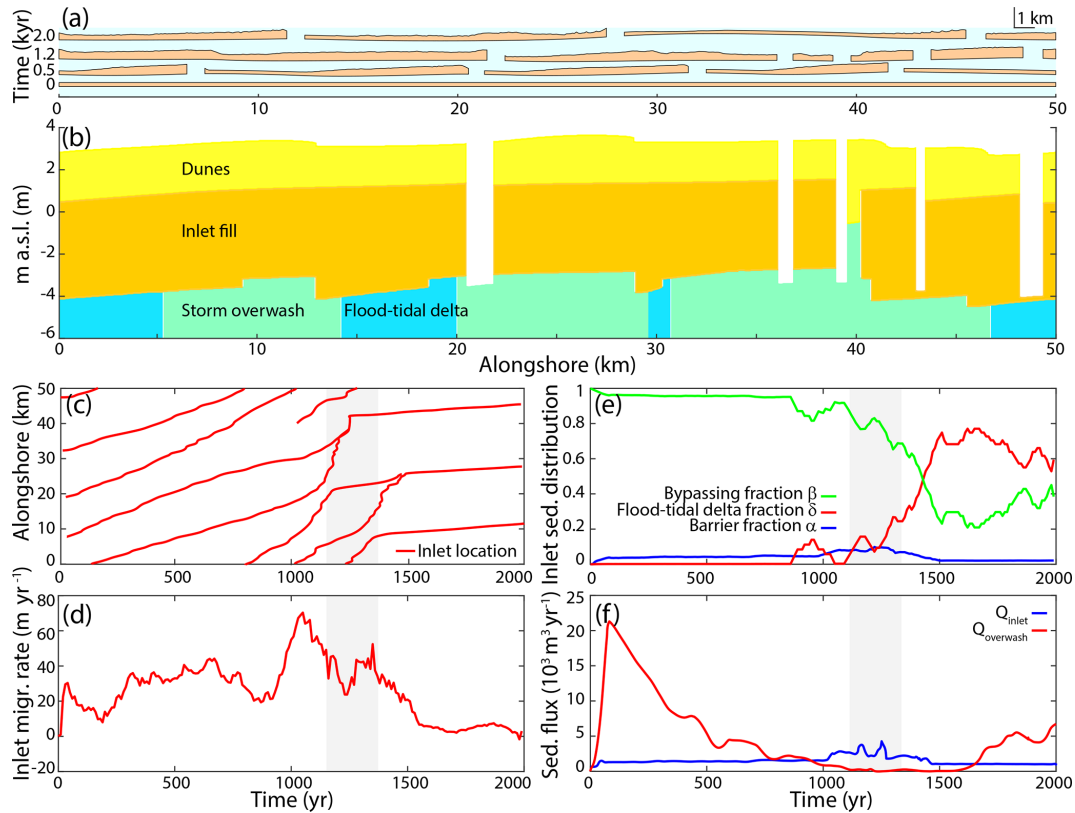 (a)
1 km
Time (kyr)
2.0
1.2
0.5
0
0 10 20 30 40 50
(b)
m a.s.l. (m)
4
2
0
-2
-4
-6
Dunes
Inlet fill
Storm overwash Flood-tidal delta
0 10 20 30 40 50
Alongshore (km)
(c)
Alongshore (km)
50
40
30
20
10
0
Inlet location
0 500 1000 1500 2000
(e)
Inlet sed. distribution
1
0.8
0.6
0.4
0.2
0
Bypassing fraction β
Flood-tidal delta fraction δ
Barrier fraction α
0 500 1000 1500 2000
(d)
Inlet migr. rate (m yr⁻¹)
80
60
40
20
0
-20
0 500 1000 1500 2000
Time (yr)
(f)
Sed. flux (10³ m³ yr⁻¹)
25
20
15
10
5
0
Qinlet
Qoverwash
0 500 1000 1500 2000
Time (yr)